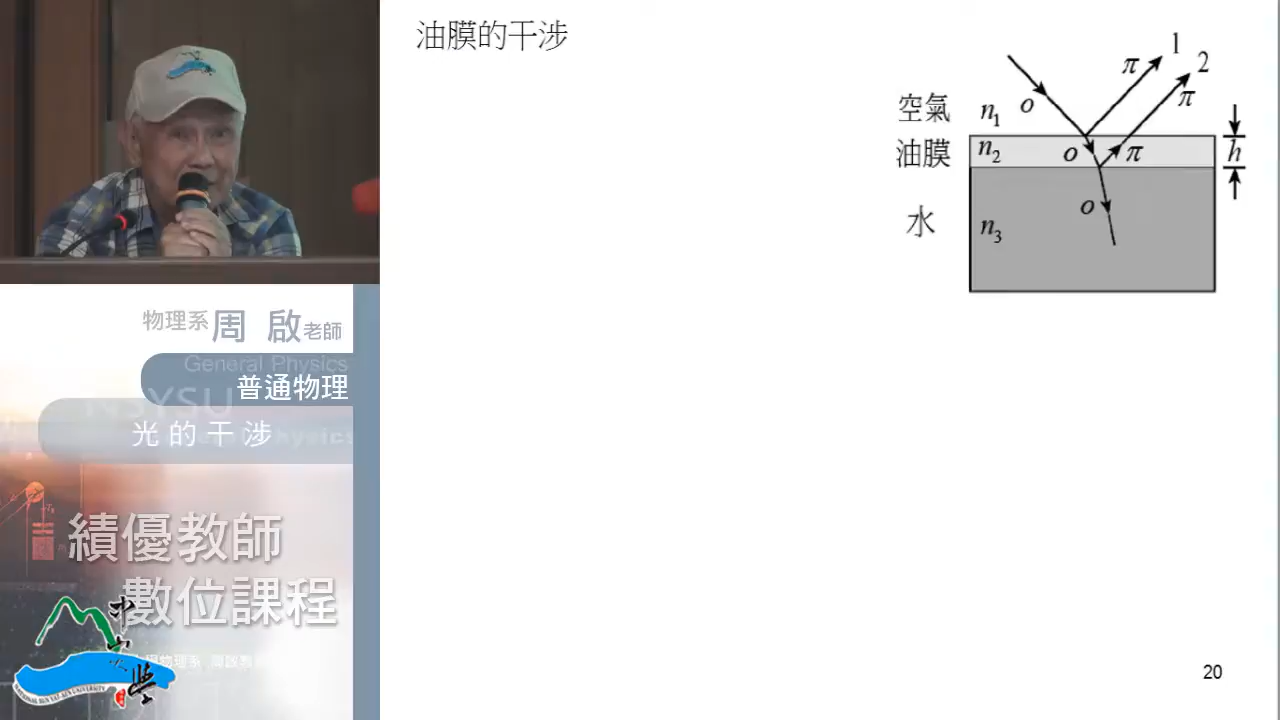 油膜的干涉
1
2
π
π
空氣 n1 o
油膜 n2 o π h
o
水 n3
物理系 周 啟 老師
General Physics
普通物理
NSYSU
光的干涉
績優教師
數位課程
20